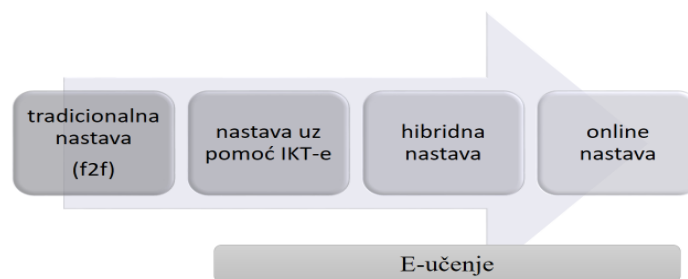 tradicionalna
nastava
(f2f)
nastava uz
pomoć IKT-e
hibridna
nastava
online
nastava
E-učenje